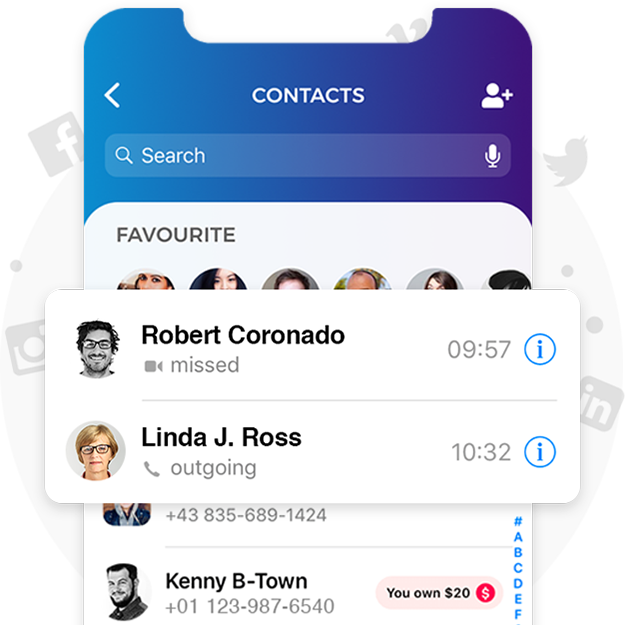 CONTACTS
Search
FAVOURITE
Robert Coronado
09:57
missed
Linda J. Ross
10:32
outgoing
+43 835-689-1424
Kenny B-Town
+01 123-987-6540
You own $20 $
#
A
B
C
D
E
F
f
in